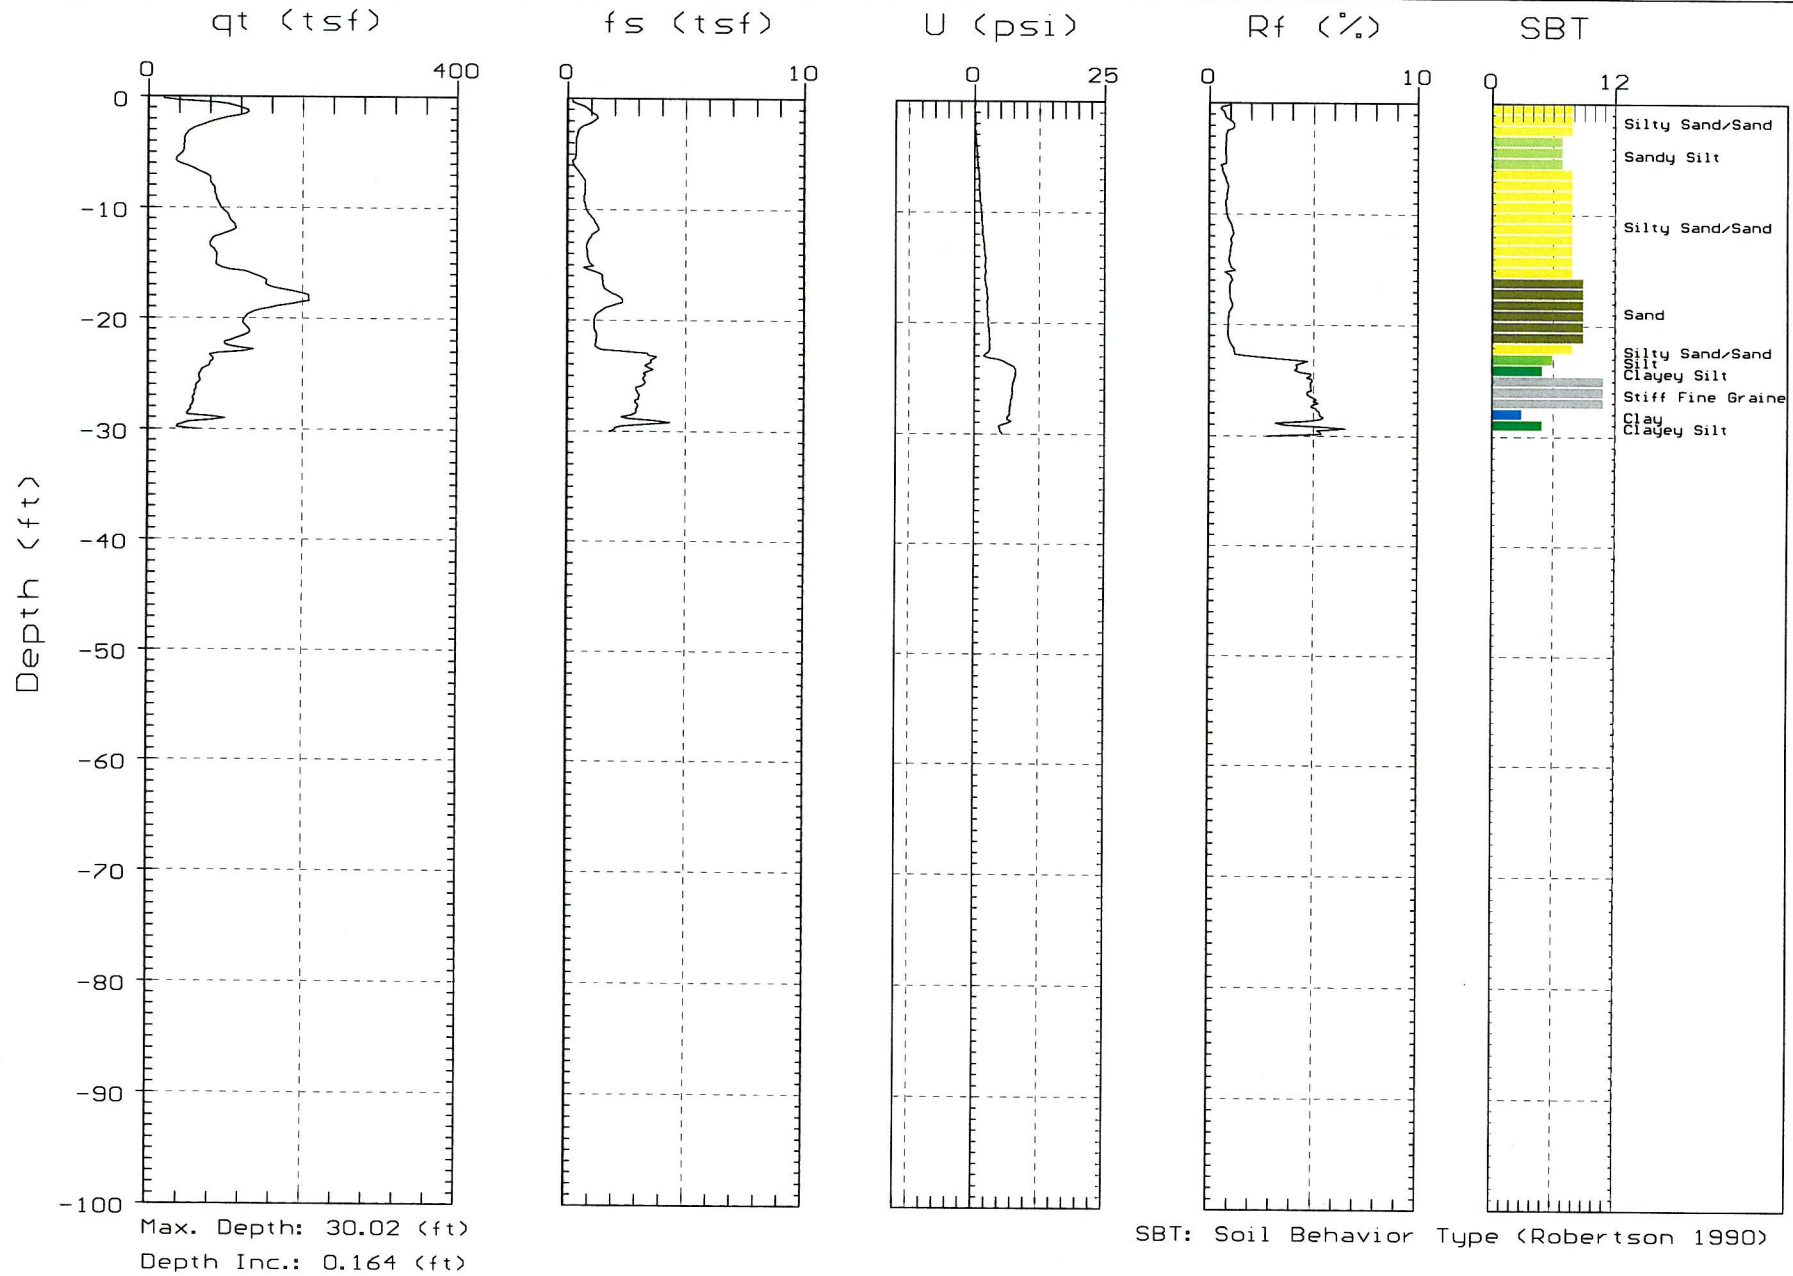 qt (tsf)
fs (tsf)
U (psi)
Rf (%)
SBT
0 400
0 10
0 25
0 10
0 12
Depth (ft)
0
-10
-20
-30
-40
-50
-60
-70
-80
-90
-100
Silty Sand/Sand
Sandy Silt
Silty Sand/Sand
Sand
Silty Sand/Sand
Silt
Clayey Silt
Stiff Fine Graine
Clay
Clayey Silt
Max. Depth: 30.02 (ft)
Depth Inc.: 0.164 (ft)
SBT: Soil Behavior Type (Robertson 1990)